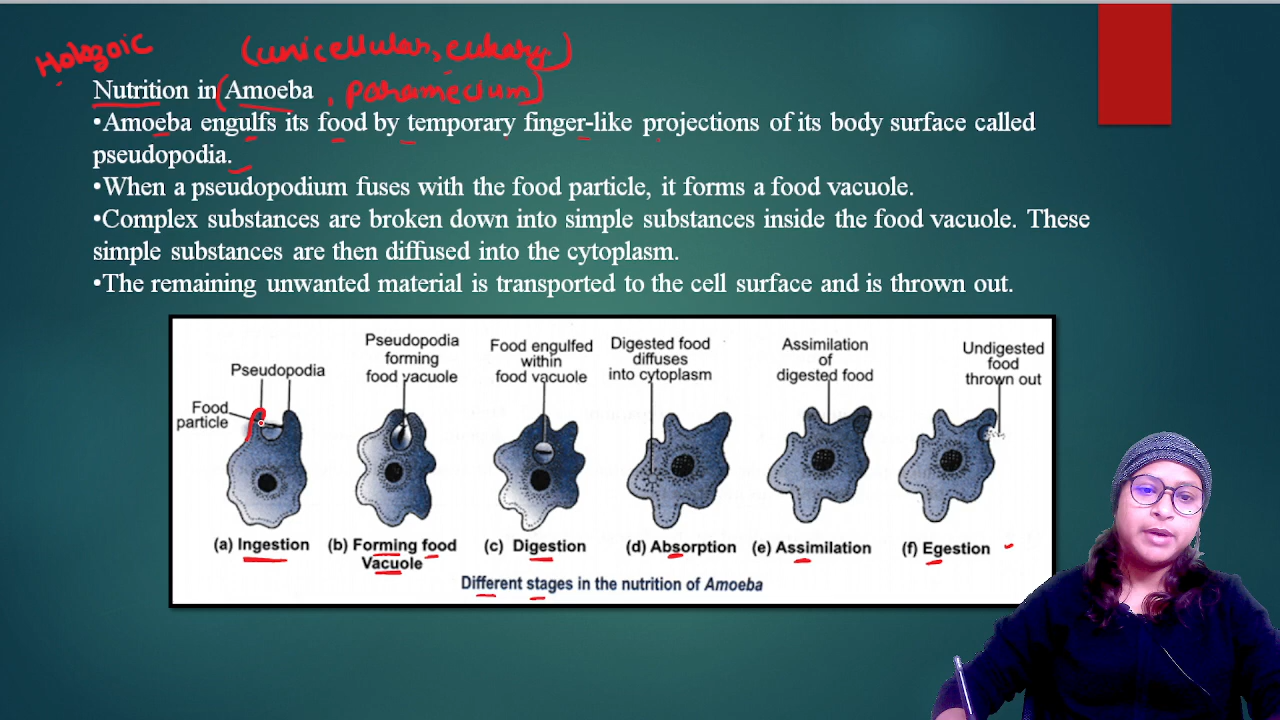 Holozoic (unicellular, eukary)
Nutrition in (Amoeba , paramecium)
•Amoeba engulfs its food by temporary finger-like projections of its body surface called
pseudopodia.
•When a pseudopodium fuses with the food particle, it forms a food vacuole.
•Complex substances are broken down into simple substances inside the food vacuole. These
simple substances are then diffused into the cytoplasm.
•The remaining unwanted material is transported to the cell surface and is thrown out.
Pseudopodia
Food
particle
(a) Ingestion
Pseudopodia
forming
food vacuole
(b) Forming food
Vacuole
Food engulfed
within
food vacuole
(c) Digestion
Digested food
diffuses
into cytoplasm
(d) Absorption
Assimilation
of
digested food
(e) Assimilation
Undigested
food
thrown out
(f) Egestion
Different stages in the nutrition of Amoeba